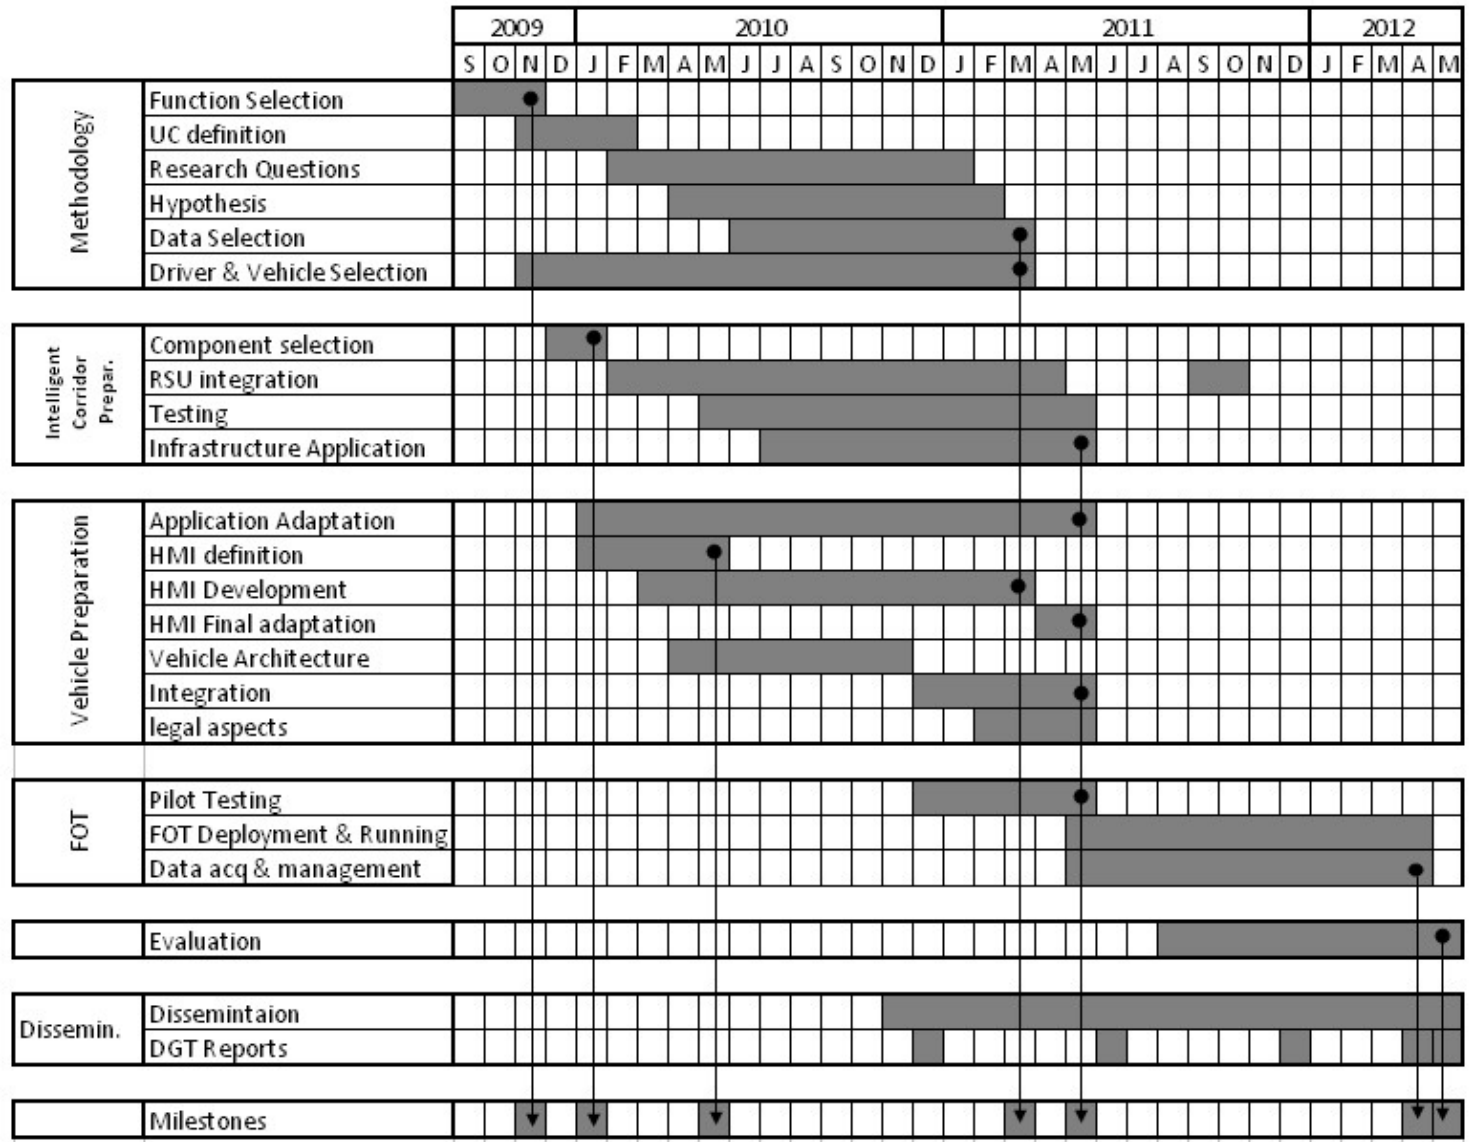 2009 2010 2011 2012
S O N D J F M A M J J A S O N D J F M A M J J A S O N D J F M A M
Methodology
Function Selection
UC definition
Research Questions
Hypothesis
Data Selection
Driver & Vehicle Selection
Intelligent
Corridor
Prepar.
Component selection
RSU integration
Testing
Infrastructure Application
Vehicle Preparation
Application Adaptation
HMI definition
HMI Development
HMI Final adaptation
Vehicle Architecture
Integration
legal aspects
FOT
Pilot Testing
FOT Deployment & Running
Data acq & management
Evaluation
Dissemin.
Dissemintaion
DGT Reports
Milestones